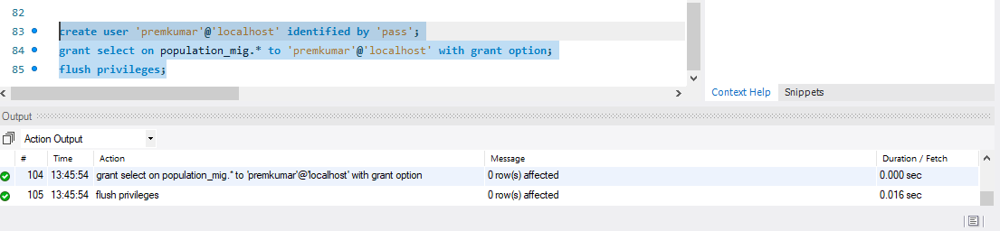 82
83 create user 'premkumar'@'localhost' identified by 'pass';
84 grant select on population_mig.* to 'premkumar'@'localhost' with grant option;
85 flush privileges;
Context Help Snippets
Output
Action Output
# Time Action Message Duration / Fetch
104 13:45:54 grant select on population_mig.* to 'premkumar'@'localhost' with grant option 0 row(s) affected 0.000 sec
105 13:45:54 flush privileges 0 row(s) affected 0.016 sec